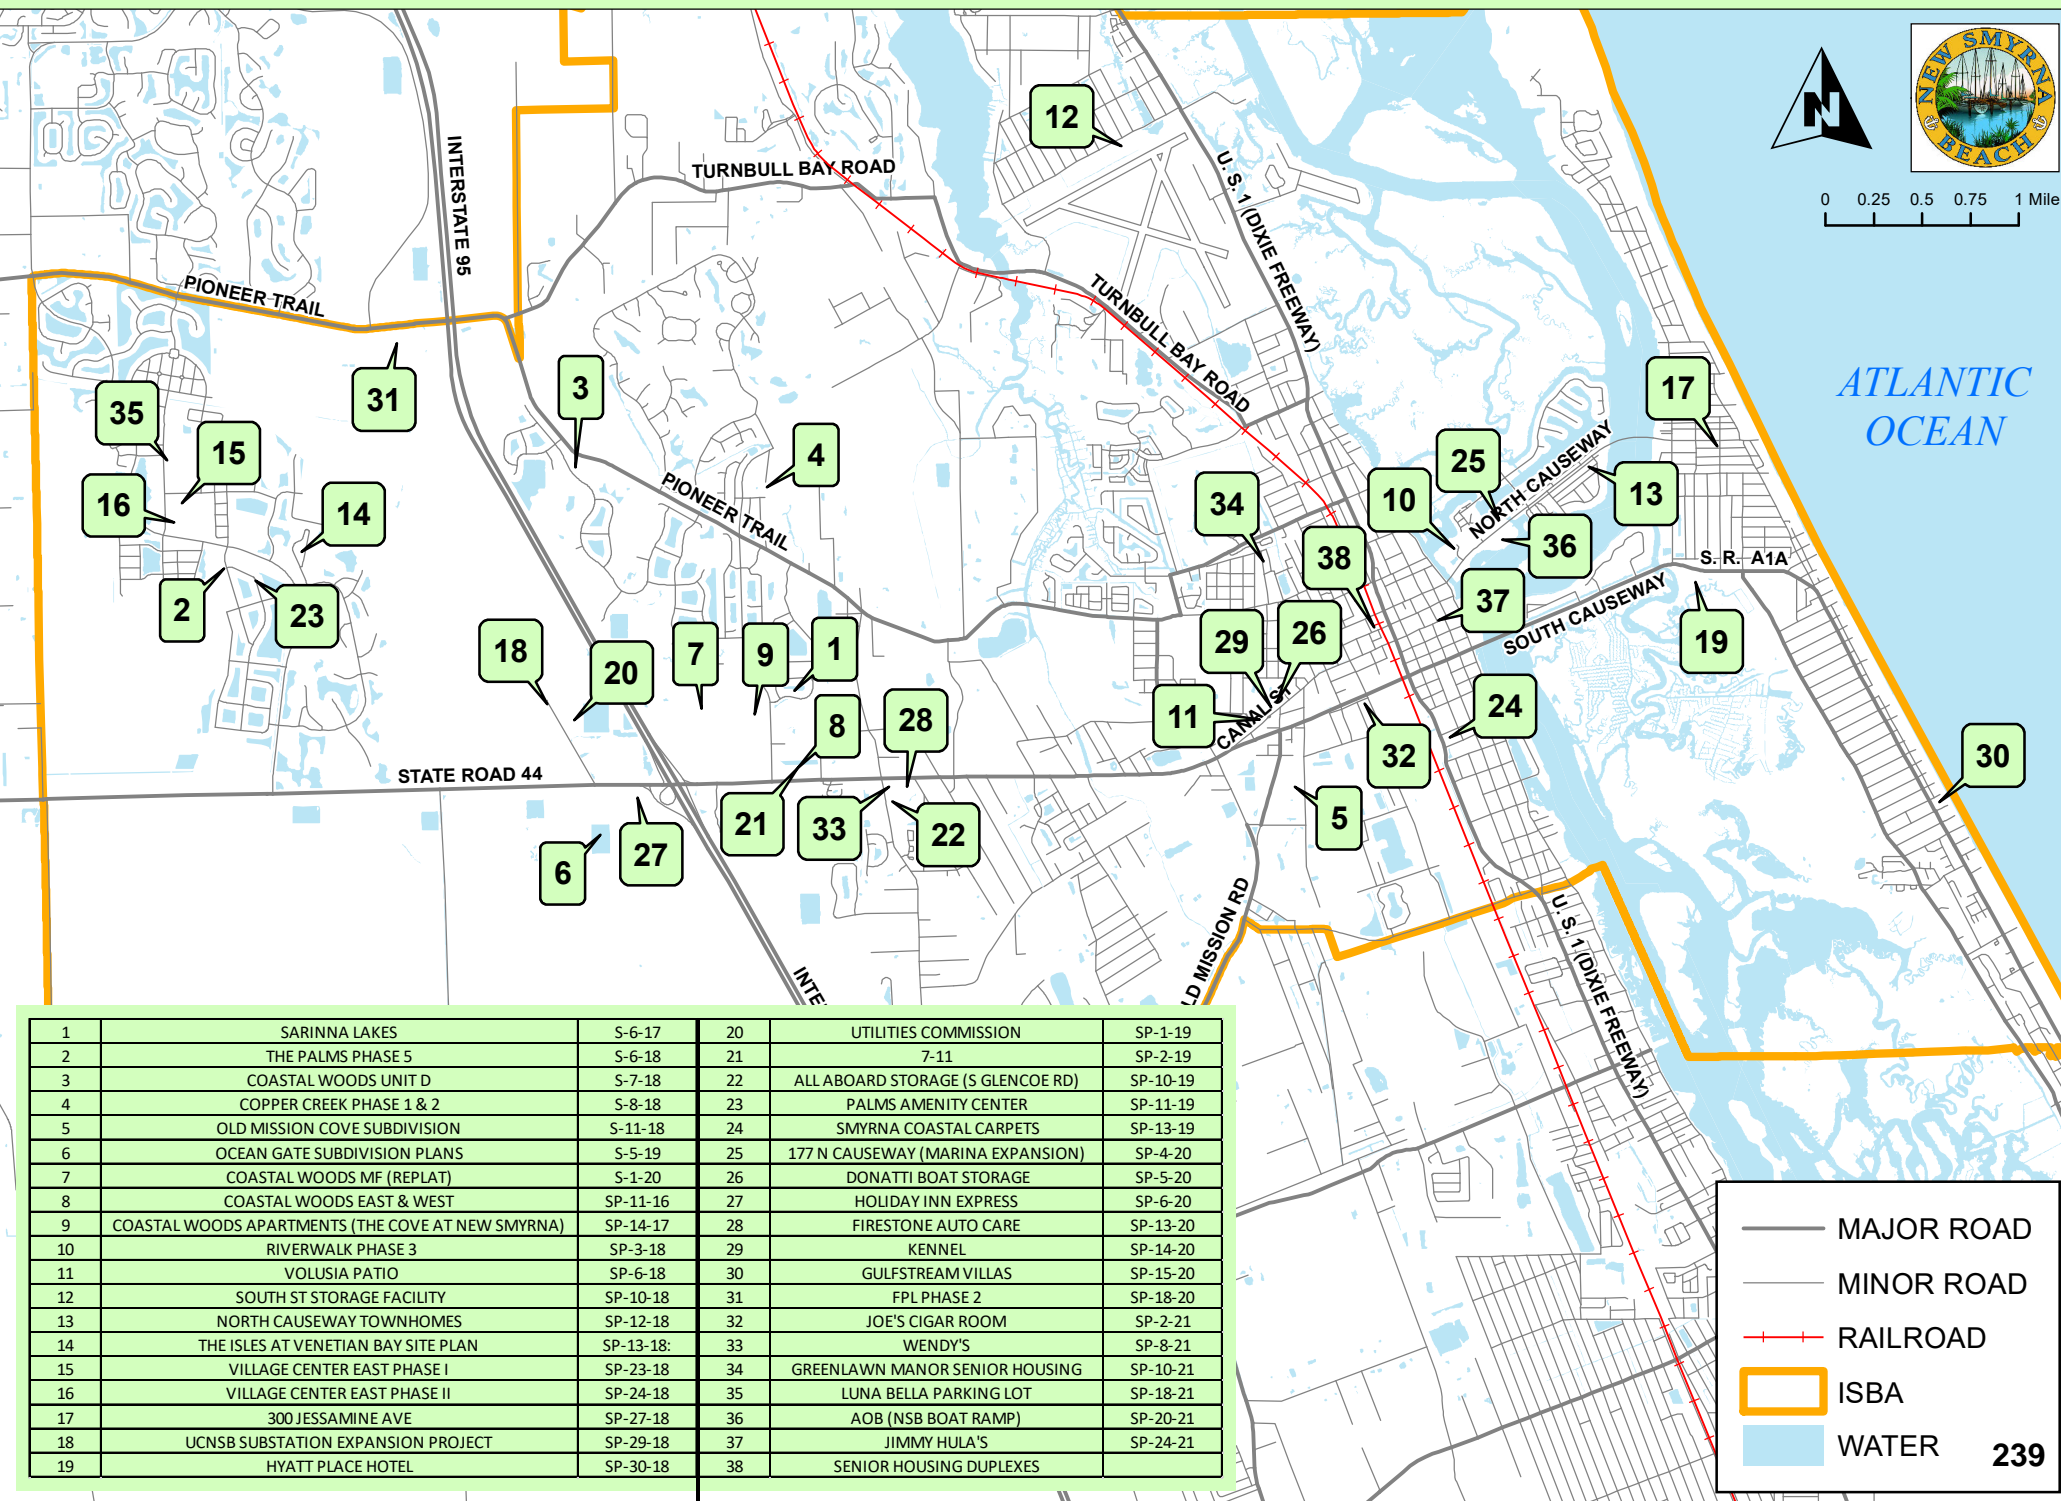 NEW SMYRNA
BEACH
N
0 0.25 0.5 0.75 1 Mile
ATLANTIC
OCEAN
INTERSTATE 95
TURNBULL BAY ROAD
U. S. 1 (DIXIE FREEWAY)
PIONEER TRAIL
TURNBULL BAY ROAD
PIONEER TRAIL
NORTH CAUSEWAY
S. R. A1A
SOUTH CAUSEWAY
CANAL ST
STATE ROAD 44
LD MISSION RD
INTE
U. S. 1 (DIXIE FREEWAY)
12
31
3
17
35
15
4
25
13
16
14
34
10
36
38
2
23
37
18
20
7
9
1
29
26
19
8
28
11
24
32
30
21
33
22
5
6
27
1 SARINNA LAKES S-6-17 20 UTILITIES COMMISSION SP-1-19
2 THE PALMS PHASE 5 S-6-18 21 7-11 SP-2-19
3 COASTAL WOODS UNIT D S-7-18 22 ALL ABOARD STORAGE (S GLENCOE RD) SP-10-19
4 COPPER CREEK PHASE 1 & 2 S-8-18 23 PALMS AMENITY CENTER SP-11-19
5 OLD MISSION COVE SUBDIVISION S-11-18 24 SMYRNA COASTAL CARPETS SP-13-19
6 OCEAN GATE SUBDIVISION PLANS S-5-19 25 177 N CAUSEWAY (MARINA EXPANSION) SP-4-20
7 COASTAL WOODS MF (REPLAT) S-1-20 26 DONATTI BOAT STORAGE SP-5-20
8 COASTAL WOODS EAST & WEST SP-11-16 27 HOLIDAY INN EXPRESS SP-6-20
9 COASTAL WOODS APARTMENTS (THE COVE AT NEW SMYRNA) SP-14-17 28 FIRESTONE AUTO CARE SP-13-20
10 RIVERWALK PHASE 3 SP-3-18 29 KENNEL SP-14-20
11 VOLUSIA PATIO SP-6-18 30 GULFSTREAM VILLAS SP-15-20
12 SOUTH ST STORAGE FACILITY SP-10-18 31 FPL PHASE 2 SP-18-20
13 NORTH CAUSEWAY TOWNHOMES SP-12-18 32 JOE'S CIGAR ROOM SP-2-21
14 THE ISLES AT VENETIAN BAY SITE PLAN SP-13-18: 33 WENDY'S SP-8-21
15 VILLAGE CENTER EAST PHASE I SP-23-18 34 GREENLAWN MANOR SENIOR HOUSING SP-10-21
16 VILLAGE CENTER EAST PHASE II SP-24-18 35 LUNA BELLA PARKING LOT SP-18-21
17 300 JESSAMINE AVE SP-27-18 36 AOB (NSB BOAT RAMP) SP-20-21
18 UCNSB SUBSTATION EXPANSION PROJECT SP-29-18 37 JIMMY HULA'S SP-24-21
19 HYATT PLACE HOTEL SP-30-18 38 SENIOR HOUSING DUPLEXES
MAJOR ROAD
MINOR ROAD
RAILROAD
ISBA
WATER
239